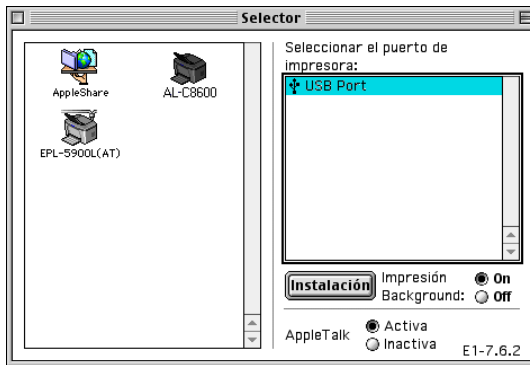 Selector
AppleShare
AL-C8600
EPL-5900L(AT)
Seleccionar el puerto de
impresora:
USB Port
Instalación
Impresión
Background:
On
Off
AppleTalk
Activa
Inactiva
E1-7.6.2